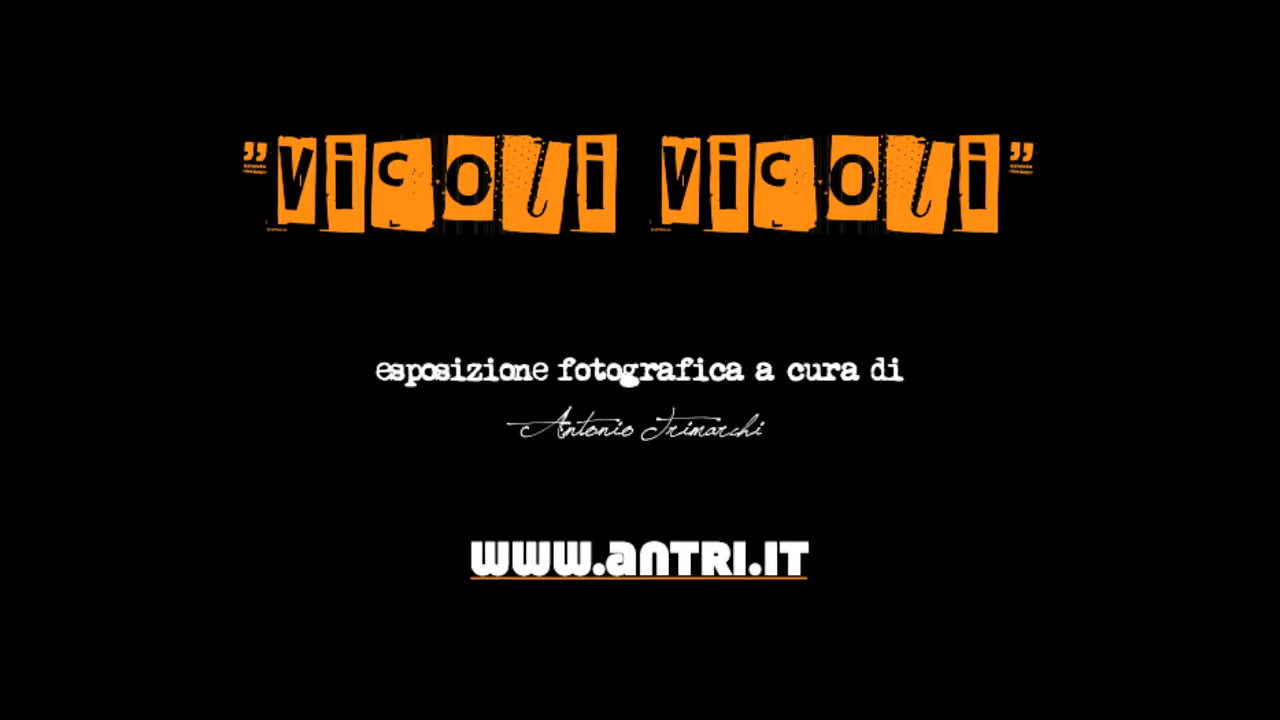 "Vicoli Vicoli"
esposizione fotografica a cura di
Antonio Trimarchi
www.antri.it